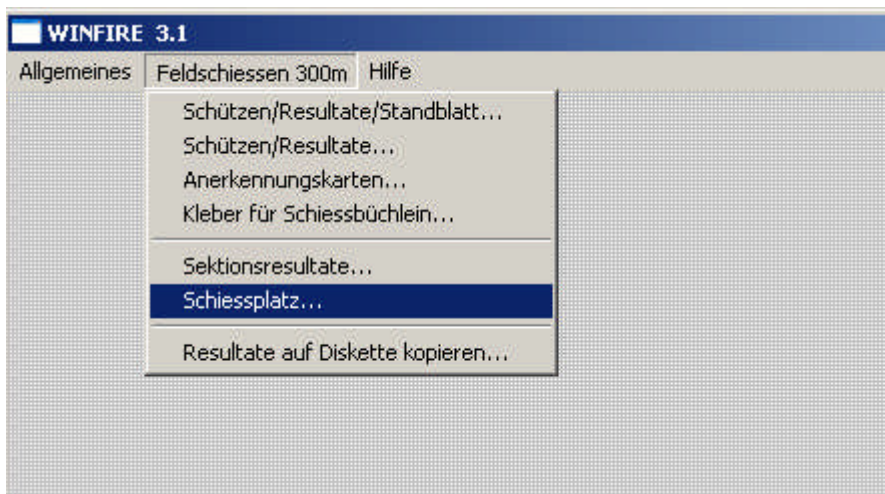 WINFIRE 3.1
Allgemeines Feldschiessen 300m Hilfe
Schützen/Resultate/Standblatt...
Schützen/Resultate...
Anerkennungskarten...
Kleber für Schiessbüchlein...
Sektionsresultate...
Schiessplatz...
Resultate auf Diskette kopieren...